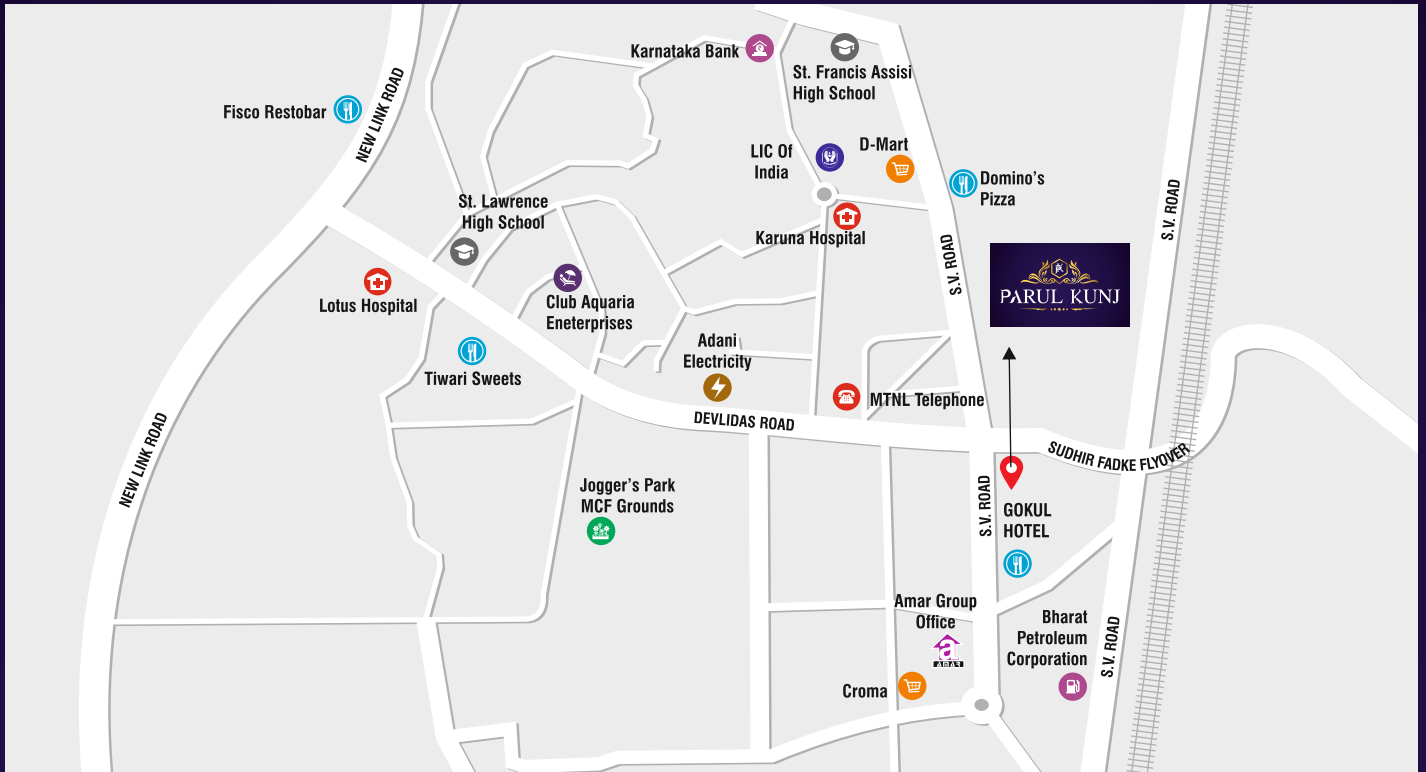 Karnataka Bank
St. Francis Assisi
High School
Fisco Restobar
NEW LINK ROAD
LIC Of
India
D-Mart
Domino's
Pizza
S.V. ROAD
St. Lawrence
High School
Karuna Hospital
S.V. ROAD
PK
PARUL KUNJ
Lotus Hospital
Club Aquaria
Eneterprises
Adani
Electricity
Tiwari Sweets
MTNL Telephone
DEVLIDAS ROAD
NEW LINK ROAD
SUDHIR FADKE FLYOVER
Jogger's Park
MCF Grounds
S.V. ROAD
GOKUL
HOTEL
Amar Group
Office
a
AMAR
Bharat
Petroleum
Corporation
S.V. ROAD
Croma